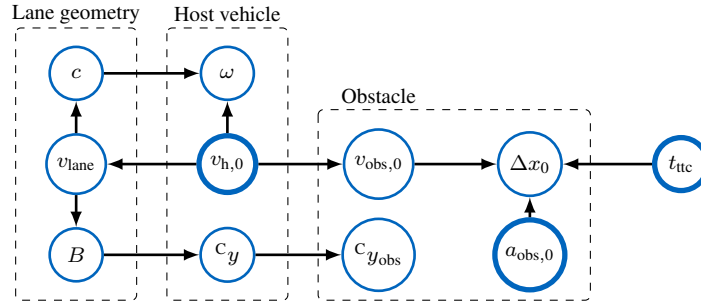 Lane geometry Host vehicle
c ω
Obstacle
v_lane v_h,0 v_obs,0 Δx_0 t_ttc
B ^C y ^C y_obs a_obs,0